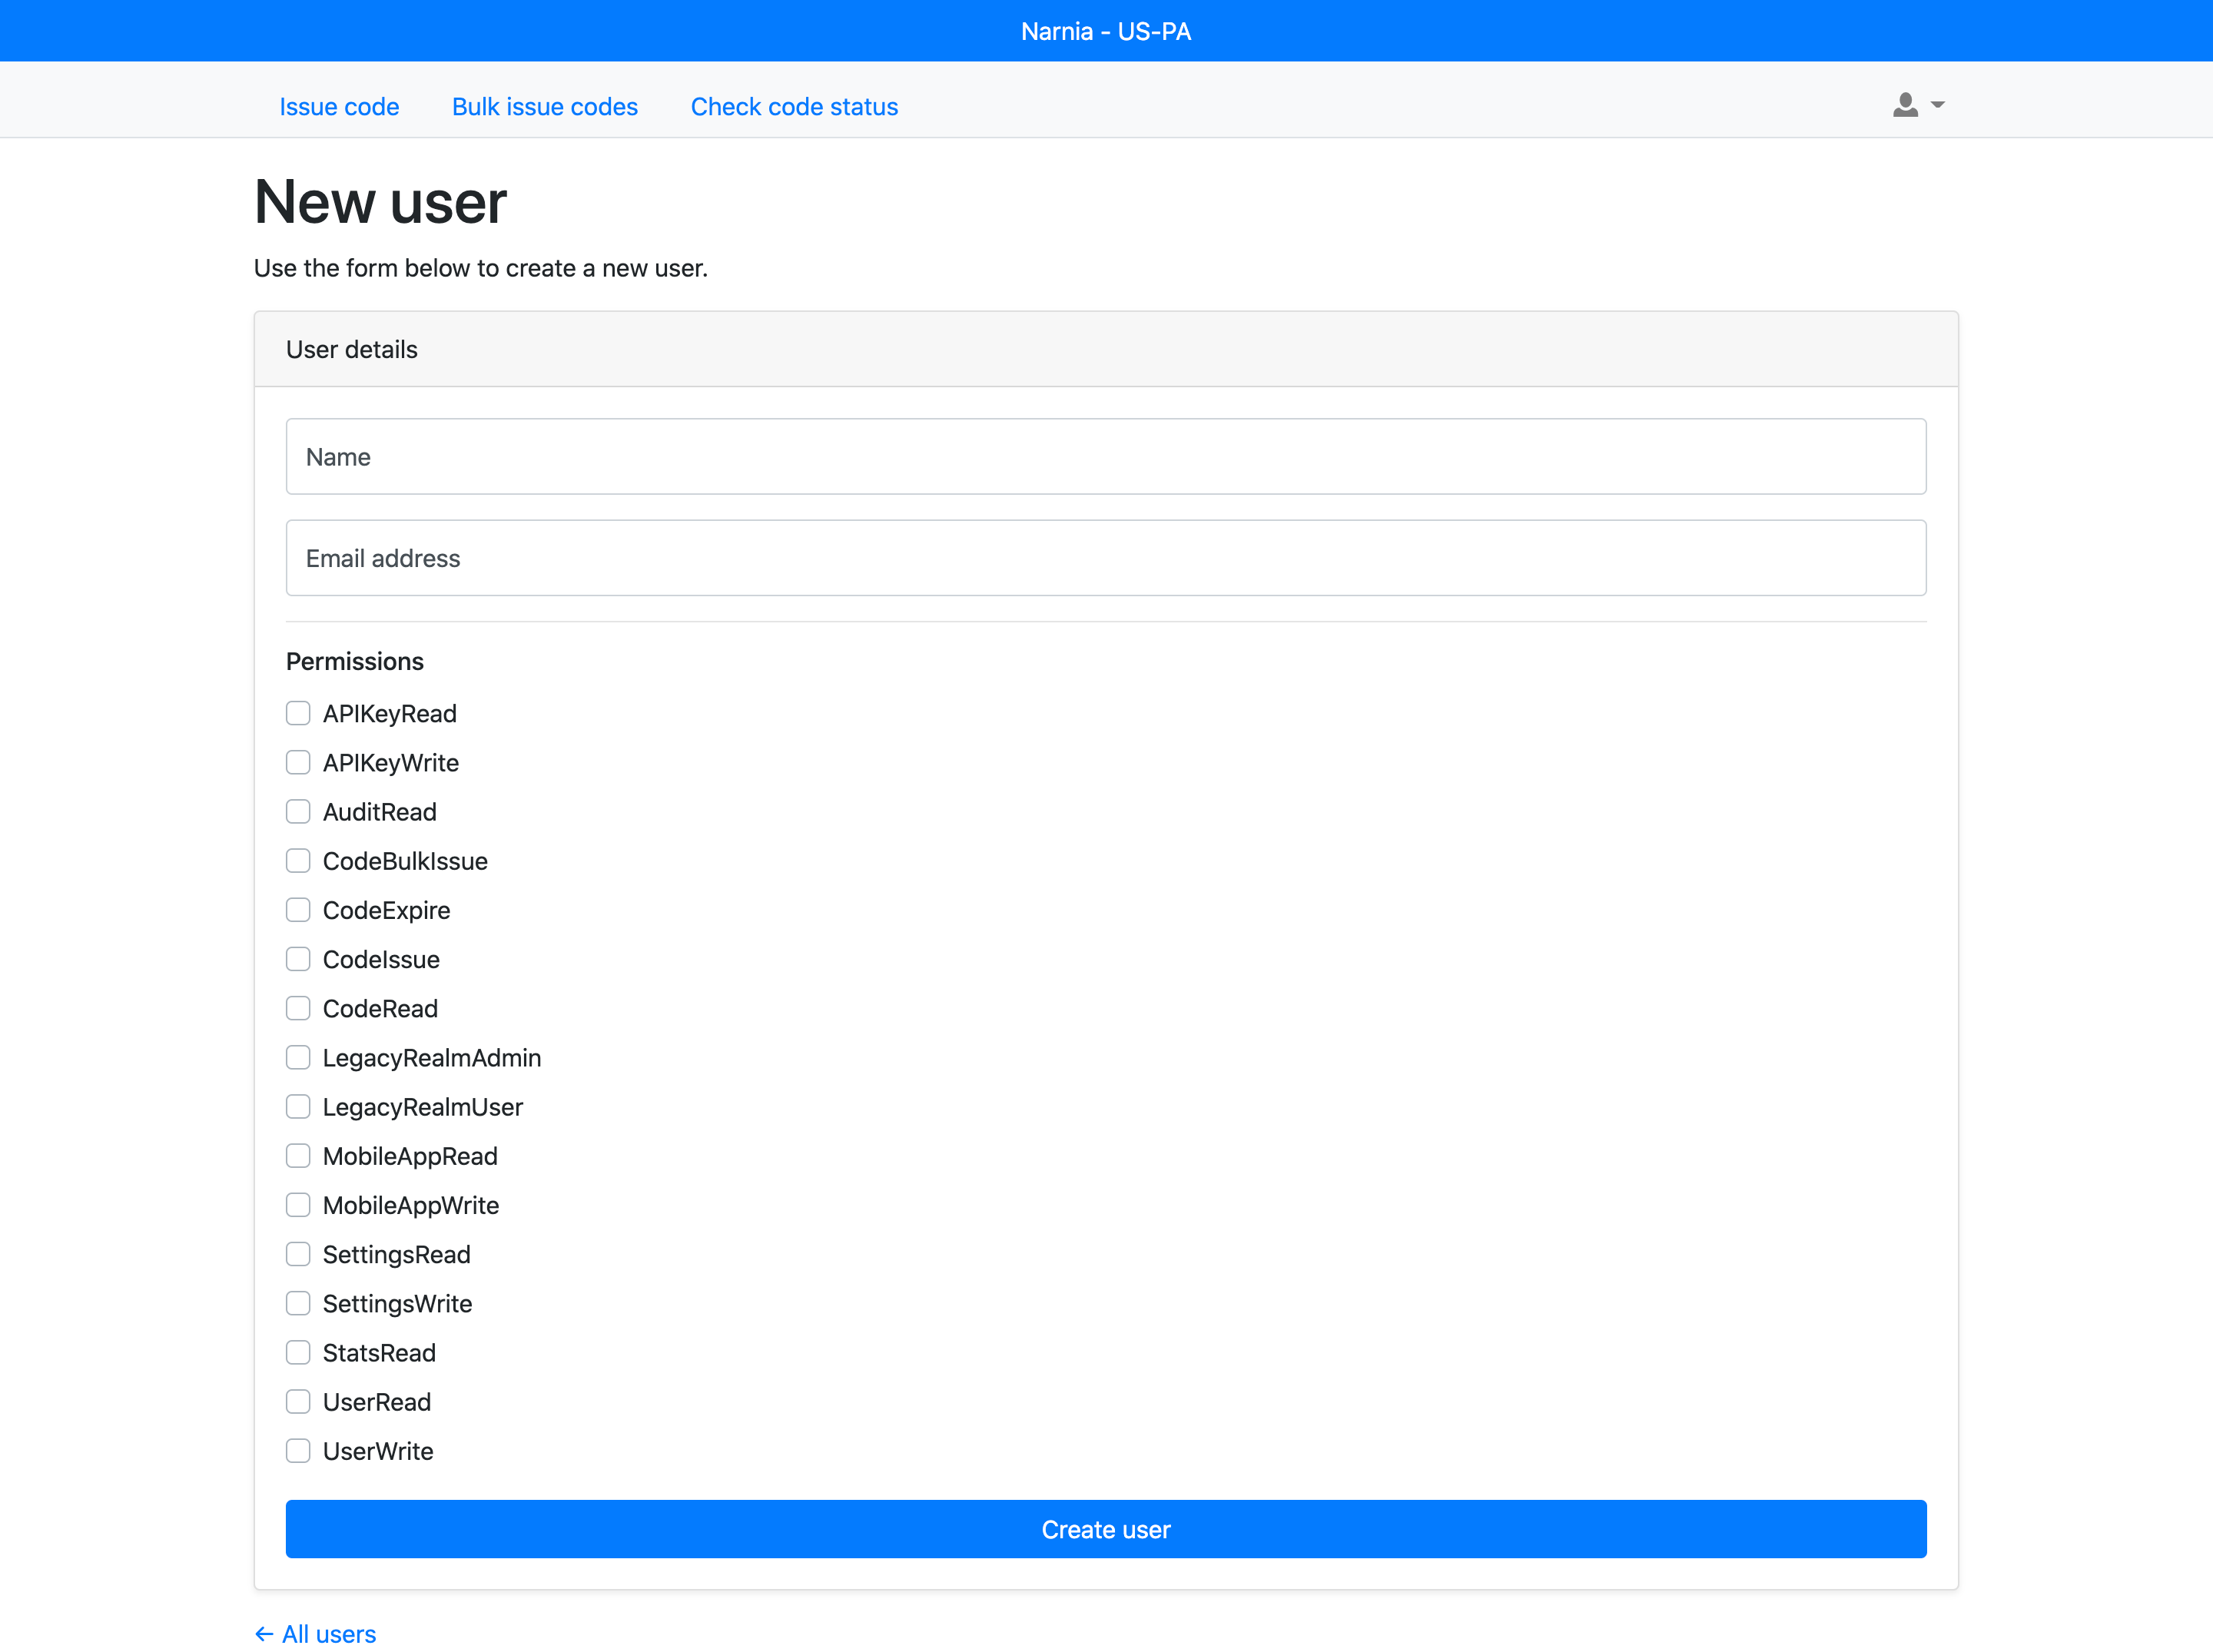 Narnia - US-PA
Issue code Bulk issue codes Check code status
New user
Use the form below to create a new user.
User details
Name
Email address
Permissions
APIKeyRead
APIKeyWrite
AuditRead
CodeBulkIssue
CodeExpire
CodeIssue
CodeRead
LegacyRealmAdmin
LegacyRealmUser
MobileAppRead
MobileAppWrite
SettingsRead
SettingsWrite
StatsRead
UserRead
UserWrite
Create user
← All users